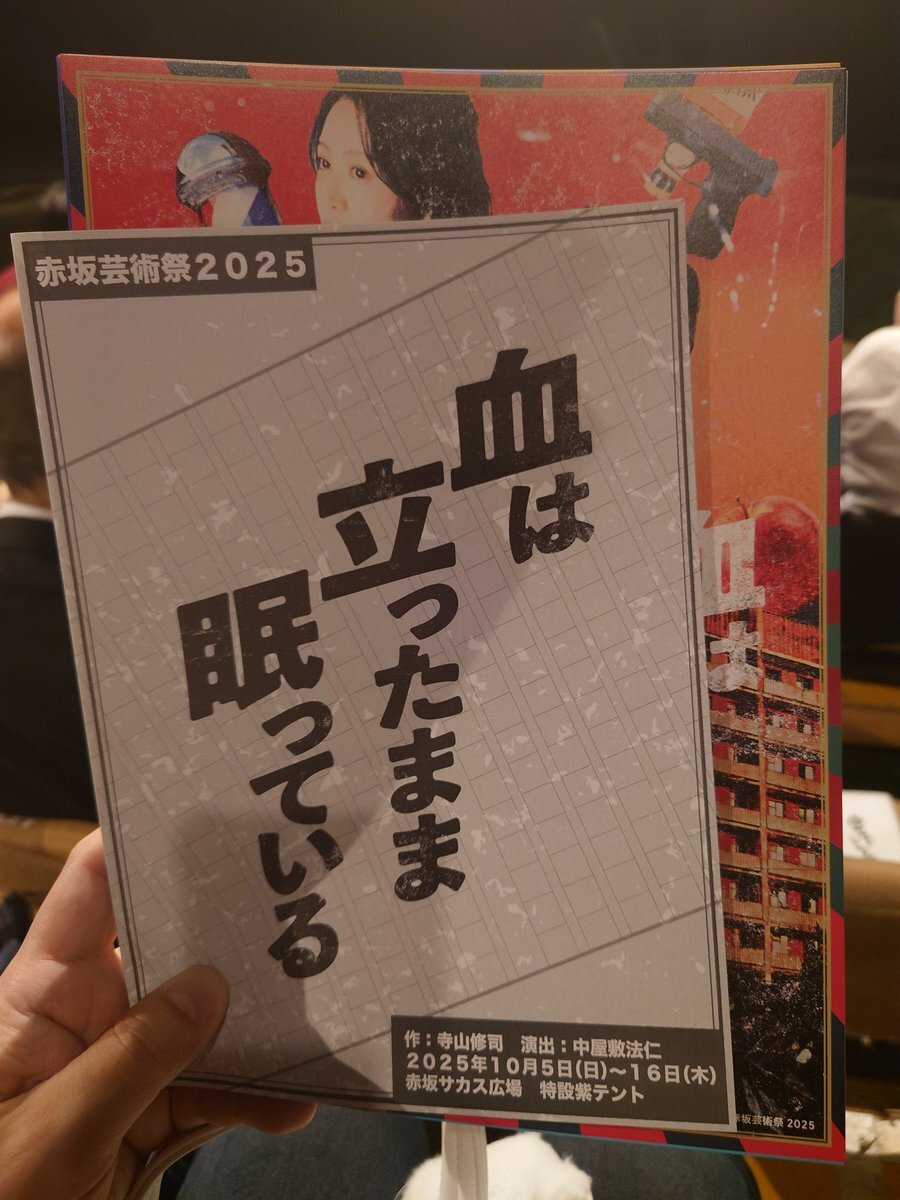 赤坂芸術祭2025
血は
立ったまま
眠っている
作：寺山修司　演出：中屋敷法仁
2025年10月5日(日)〜16日(木)
赤坂サカス広場　特設紫テント
血は
赤坂芸術祭 2025